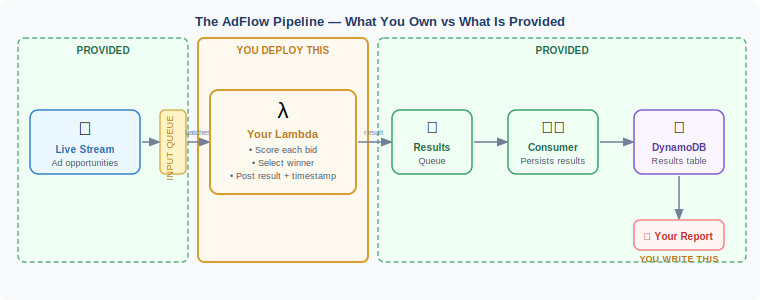 The AdFlow Pipeline — What You Own vs What Is Provided
PROVIDED
YOU DEPLOY THIS
PROVIDED
Live Stream
Ad opportunities
INPUT QUEUE
batches
λ
Your Lambda
• Score each bid
• Select winner
• Post result + timestamp
result
Results
Queue
Consumer
Persists results
DynamoDB
Results table
Your Report
YOU WRITE THIS